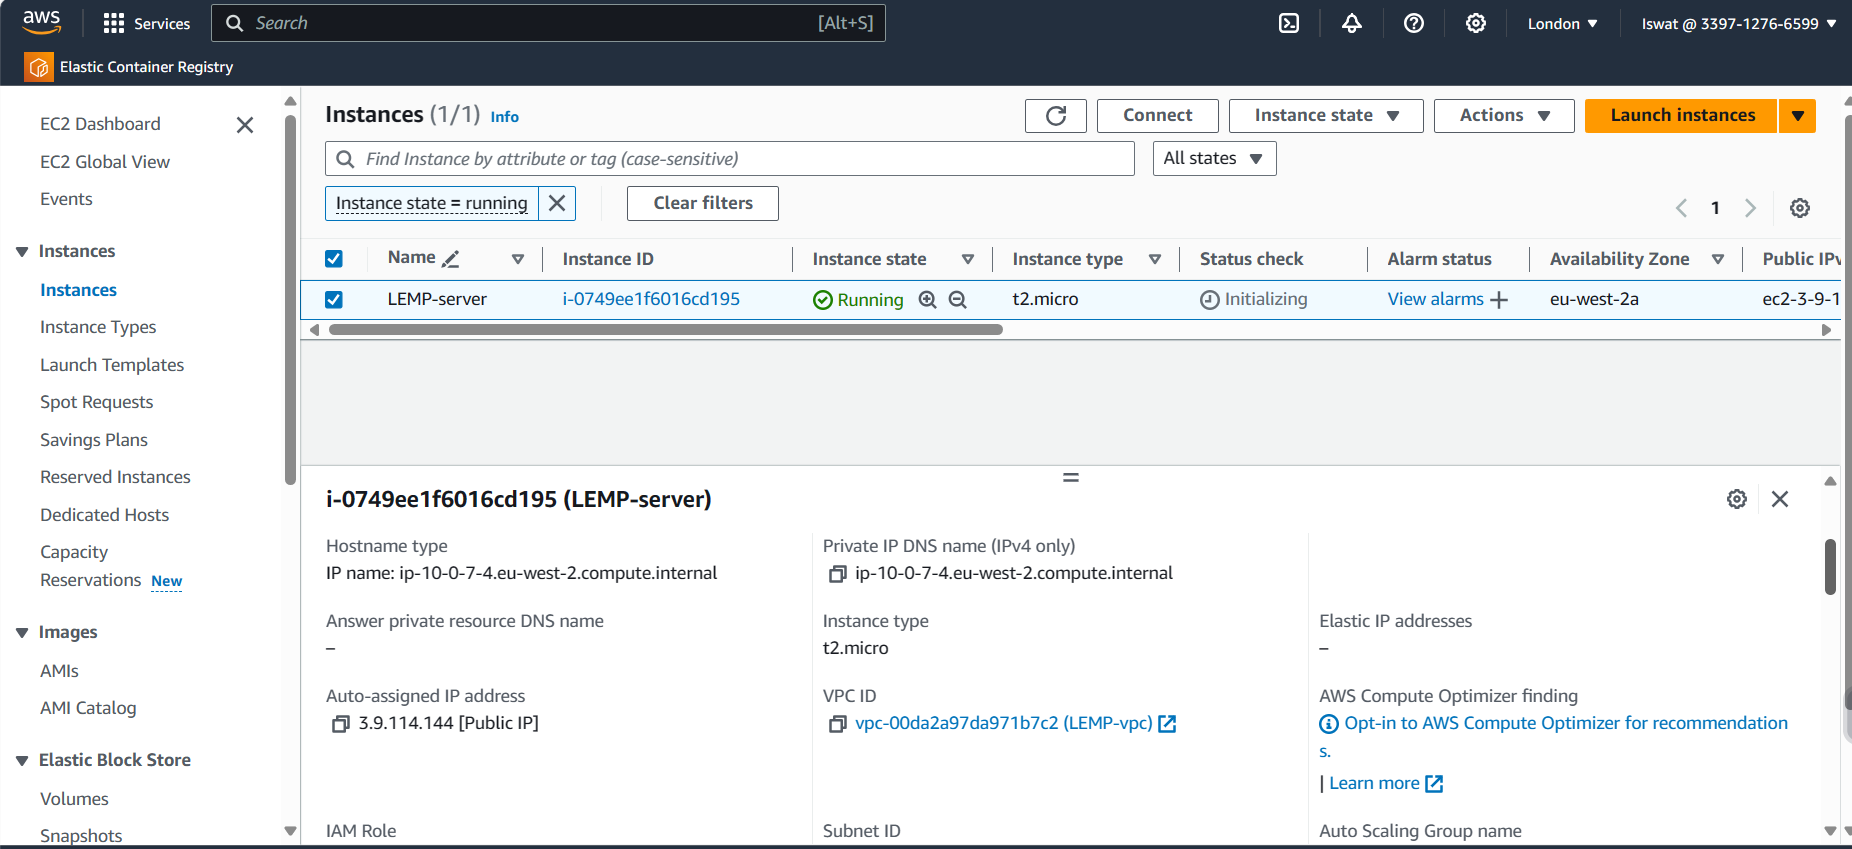 aws
Services
Search
[Alt+S]
London
Iswat @ 3397-1276-6599
Elastic Container Registry
EC2 Dashboard
EC2 Global View
Events
Instances
Instances
Instance Types
Launch Templates
Spot Requests
Savings Plans
Reserved Instances
Dedicated Hosts
Capacity
Reservations New
Images
AMIs
AMI Catalog
Elastic Block Store
Volumes
Snapshots
Instances (1/1) Info
Connect
Instance state
Actions
Launch instances
Find Instance by attribute or tag (case-sensitive)
All states
Instance state = running
Clear filters
1
Name
Instance ID
Instance state
Instance type
Status check
Alarm status
Availability Zone
Public IPv
LEMP-server
i-0749ee1f6016cd195
Running
t2.micro
Initializing
View alarms
eu-west-2a
ec2-3-9-1
i-0749ee1f6016cd195 (LEMP-server)
Hostname type
IP name: ip-10-0-7-4.eu-west-2.compute.internal
Private IP DNS name (IPv4 only)
ip-10-0-7-4.eu-west-2.compute.internal
Answer private resource DNS name
–
Instance type
t2.micro
Elastic IP addresses
–
Auto-assigned IP address
3.9.114.144 [Public IP]
VPC ID
vpc-00da2a97da971b7c2 (LEMP-vpc)
AWS Compute Optimizer finding
Opt-in to AWS Compute Optimizer for recommendation
s.
| Learn more
IAM Role
Subnet ID
Auto Scaling Group name